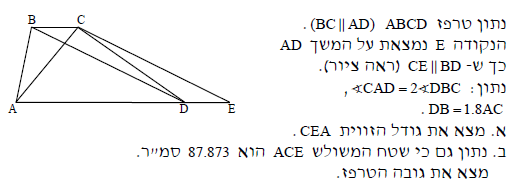 B C
A D E
נתון טרפז ABCD (BC∥AD).
הנקודה E נמצאת על המשך AD
כך ש- CE∥BD (ראה ציור).
נתון: ∢CAD = 2∢DBC,
DB = 1.8AC.
א. מצא את גודל הזווית CEA.
ב. נתון גם כי שטח המשולש ACE הוא 87.873 סמ״ר.
מצא את גובה הטרפז.